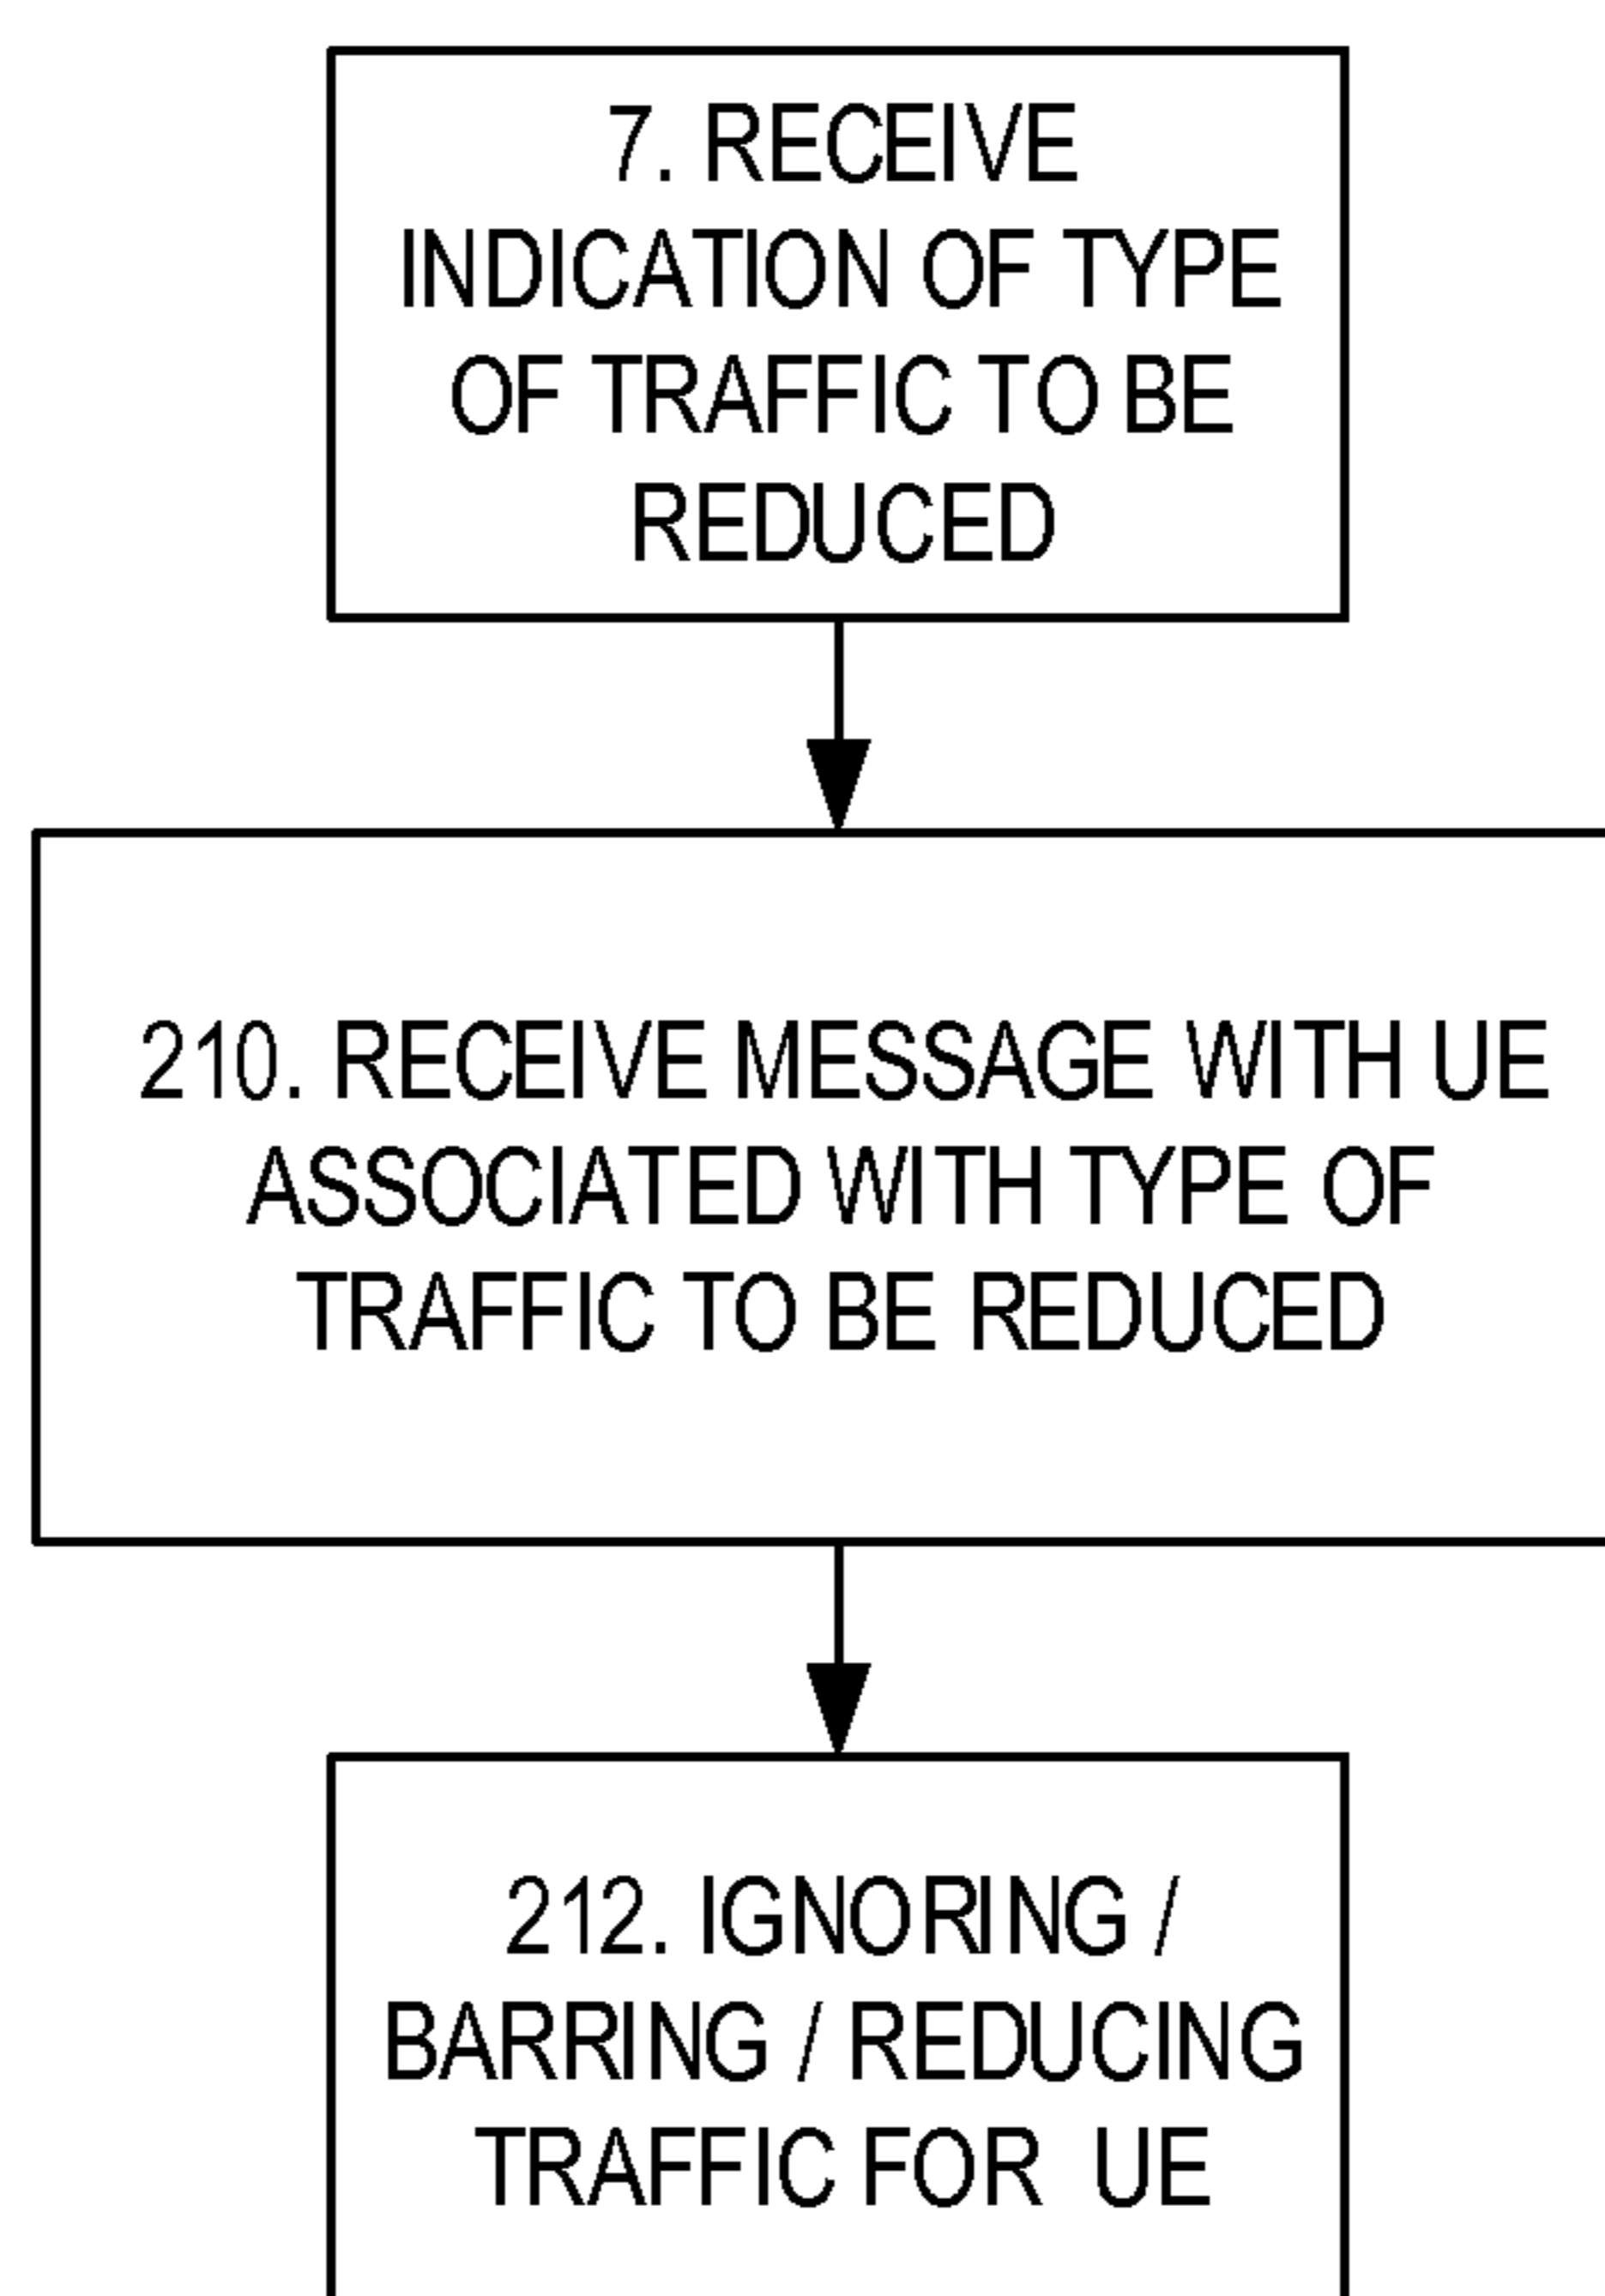 7. RECEIVE
INDICATION OF TYPE
OF TRAFFIC TO BE
REDUCED
210. RECEIVE MESSAGE WITH UE
ASSOCIATED WITH TYPE OF
TRAFFIC TO BE REDUCED
212. IGNORING /
BARRING / REDUCING
TRAFFIC FOR UE